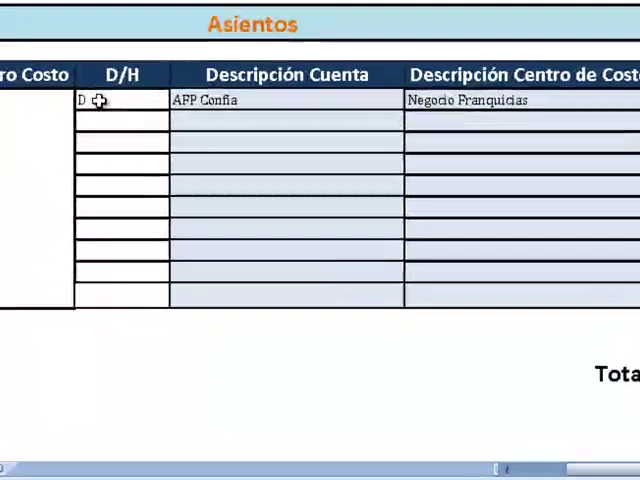 Asientos
ro Costo D/H Descripción Cuenta Descripción Centro de Cost
D AFP Confia Negocio Franquicias
Tota